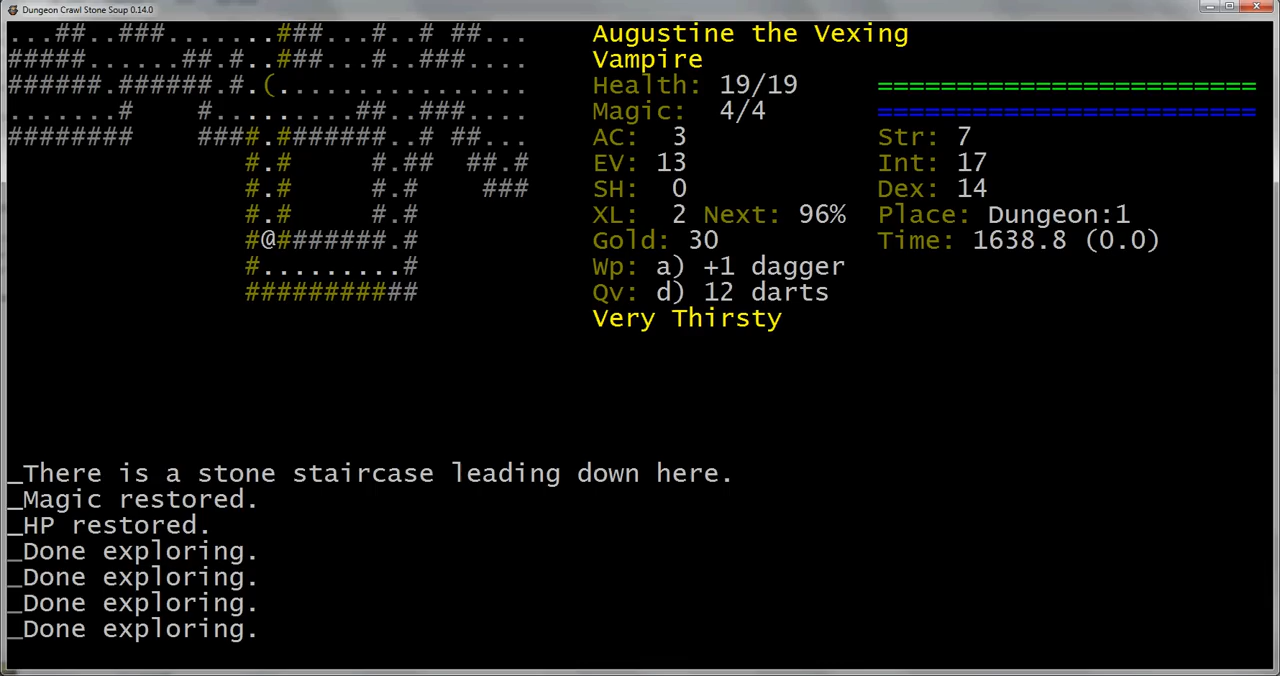 Dungeon Crawl Stone Soup 0.14.0
...##..###........###...#..# ##...
#####......##.#..###...#..###....
######.######.#.(................
.......#    #.........##..###....
########    ####.#######..# ##...
#.#     #.## ##.#
#.#     #.#    ###
#.#     #.#
#@#######.#
#.........#
###########
Augustine the Vexing
Vampire
Health: 19/19 ========================
Magic: 4/4 ========================
AC: 3 Str: 7
EV: 13 Int: 17
SH: 0 Dex: 14
XL: 2 Next: 96% Place: Dungeon:1
Gold: 30 Time: 1638.8 (0.0)
Wp: a) +1 dagger
Qv: d) 12 darts
Very Thirsty
_There is a stone staircase leading down here.
_Magic restored.
_HP restored.
_Done exploring.
_Done exploring.
_Done exploring.
_Done exploring.